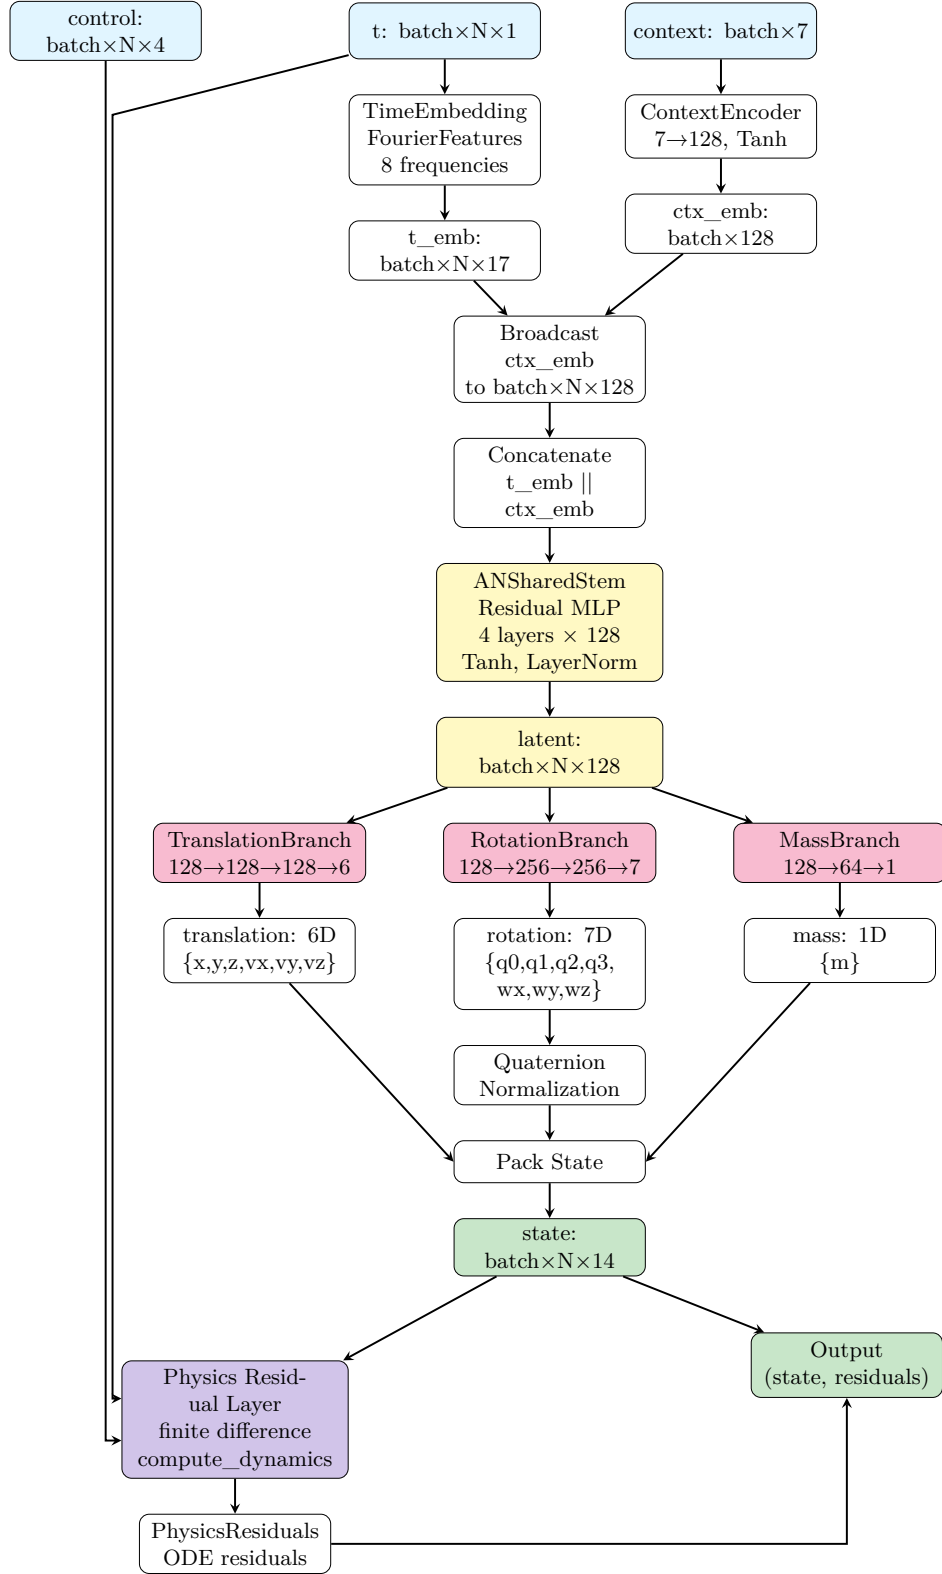 control:
batch×N×4
t: batch×N×1
context: batch×7
TimeEmbedding
FourierFeatures
8 frequencies
ContextEncoder
7→128, Tanh
t_emb:
batch×N×17
ctx_emb:
batch×128
Broadcast
ctx_emb
to batch×N×128
Concatenate
t_emb ||
ctx_emb
ANSharedStem
Residual MLP
4 layers × 128
Tanh, LayerNorm
latent:
batch×N×128
TranslationBranch
128→128→128→6
RotationBranch
128→256→256→7
MassBranch
128→64→1
translation: 6D
{x,y,z,vx,vy,vz}
rotation: 7D
{q0,q1,q2,q3,
wx,wy,wz}
mass: 1D
{m}
Quaternion
Normalization
Pack State
state:
batch×N×14
Output
(state, residuals)
Physics Resid-
ual Layer
finite difference
compute_dynamics
PhysicsResiduals
ODE residuals